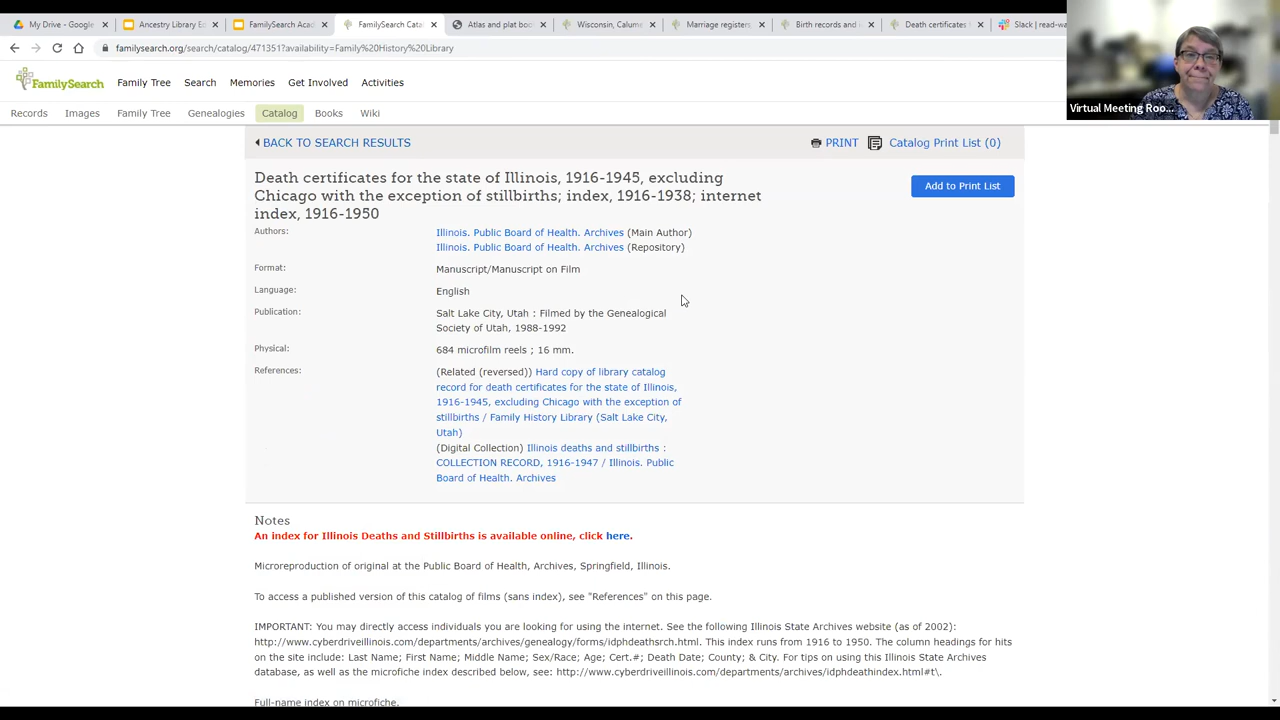 My Drive - Google
Ancestry Library Ed
FamilySearch Acad
FamilySearch Cata
Atlas and plat book
Wisconsin, Calume
Marriage registers,
Birth records and i
Death certificates f
Slack | read-wa
familysearch.org/search/catalog/471351?availability=Family%20History%20Library
FamilySearch
Family Tree
Search
Memories
Get Involved
Activities
Records
Images
Family Tree
Genealogies
Catalog
Books
Wiki
Virtual Meeting Roo...
BACK TO SEARCH RESULTS
PRINT
Catalog Print List (0)
Death certificates for the state of Illinois, 1916-1945, excluding
Chicago with the exception of stillbirths; index, 1916-1938; internet
index, 1916-1950
Add to Print List
Authors:
Illinois. Public Board of Health. Archives (Main Author)
Illinois. Public Board of Health. Archives (Repository)
Format:
Manuscript/Manuscript on Film
Language:
English
Publication:
Salt Lake City, Utah : Filmed by the Genealogical
Society of Utah, 1988-1992
Physical:
684 microfilm reels ; 16 mm.
References:
(Related (reversed)) Hard copy of library catalog
record for death certificates for the state of Illinois,
1916-1945, excluding Chicago with the exception of
stillbirths / Family History Library (Salt Lake City,
Utah)
(Digital Collection) Illinois deaths and stillbirths :
COLLECTION RECORD, 1916-1947 / Illinois. Public
Board of Health. Archives
Notes
An index for Illinois Deaths and Stillbirths is available online, click here.
Microreproduction of original at the Public Board of Health, Archives, Springfield, Illinois.
To access a published version of this catalog of films (sans index), see "References" on this page.
IMPORTANT: You may directly access individuals you are looking for using the internet. See the following Illinois State Archives website (as of 2002):
http://www.cyberdriveillinois.com/departments/archives/genealogy/forms/idphdeathsrch.html. This index runs from 1916 to 1950. The column headings for hits
on the site include: Last Name; First Name; Middle Name; Sex/Race; Age; Cert.#; Death Date; County; & City. For tips on using this Illinois State Archives
database, as well as the microfiche index described below, see: http://www.cyberdriveillinois.com/departments/archives/idphdeathindex.html#t\.
Full-name index on microfiche.